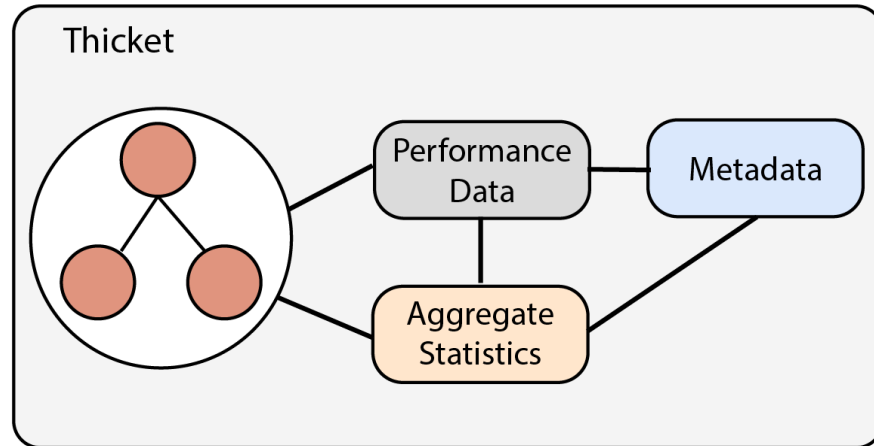 Thicket
Performance
Data
Metadata
Aggregate
Statistics